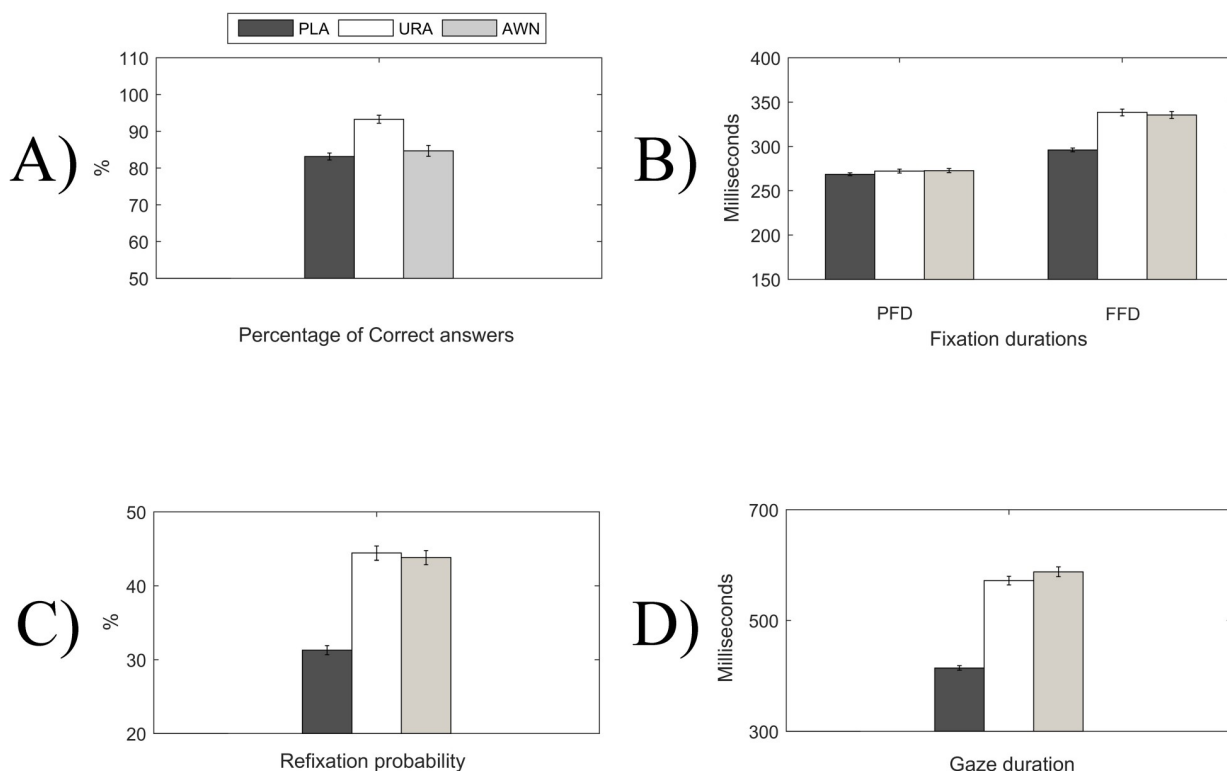 PLA URA AWN
A)
%
110
100
90
80
70
60
50
Percentage of Correct answers
B)
Milliseconds
400
350
300
250
200
150
PFD FFD
Fixation durations
C)
%
50
40
30
20
Refixation probability
D)
Milliseconds
700
500
300
Gaze duration